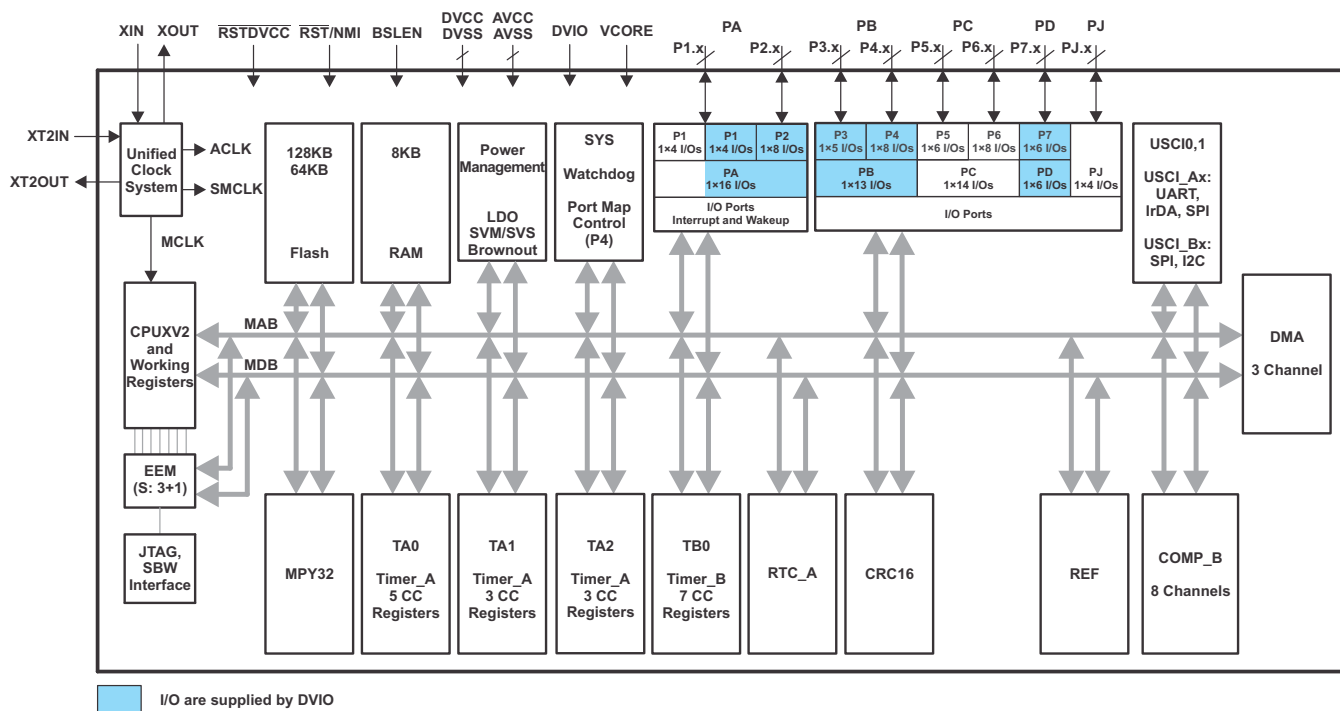 XIN
XOUT
RSTDVCC
RST/NMI
BSLEN
DVCC
DVSS
AVCC
AVSS
DVIO
VCORE
PA
P1.x
P2.x
PB
P3.x
P4.x
PC
P5.x
P6.x
PD
P7.x
PJ
PJ.x
XT2IN
XT2OUT
Unified
Clock
System
ACLK
SMCLK
MCLK
128KB
64KB
Flash
8KB
RAM
Power
Management
LDO
SVM/SVS
Brownout
SYS
Watchdog
Port Map
Control
(P4)
P1
1×4 I/Os
P1
1×4 I/Os
P2
1×8 I/Os
PA
1×16 I/Os
I/O Ports
Interrupt and Wakeup
P3
1×5 I/Os
P4
1×8 I/Os
P5
1×6 I/Os
P6
1×8 I/Os
P7
1×6 I/Os
PB
1×13 I/Os
PC
1×14 I/Os
PD
1×6 I/Os
PJ
1×4 I/Os
I/O Ports
USCI0,1
USCI_Ax:
UART,
IrDA, SPI
USCI_Bx:
SPI, I2C
CPUXV2
and
Working
Registers
MAB
MDB
DMA
3 Channel
EEM
(S: 3+1)
JTAG,
SBW
Interface
MPY32
TA0
Timer_A
5 CC
Registers
TA1
Timer_A
3 CC
Registers
TA2
Timer_A
3 CC
Registers
TB0
Timer_B
7 CC
Registers
RTC_A
CRC16
REF
COMP_B
8 Channels
I/O are supplied by DVIO